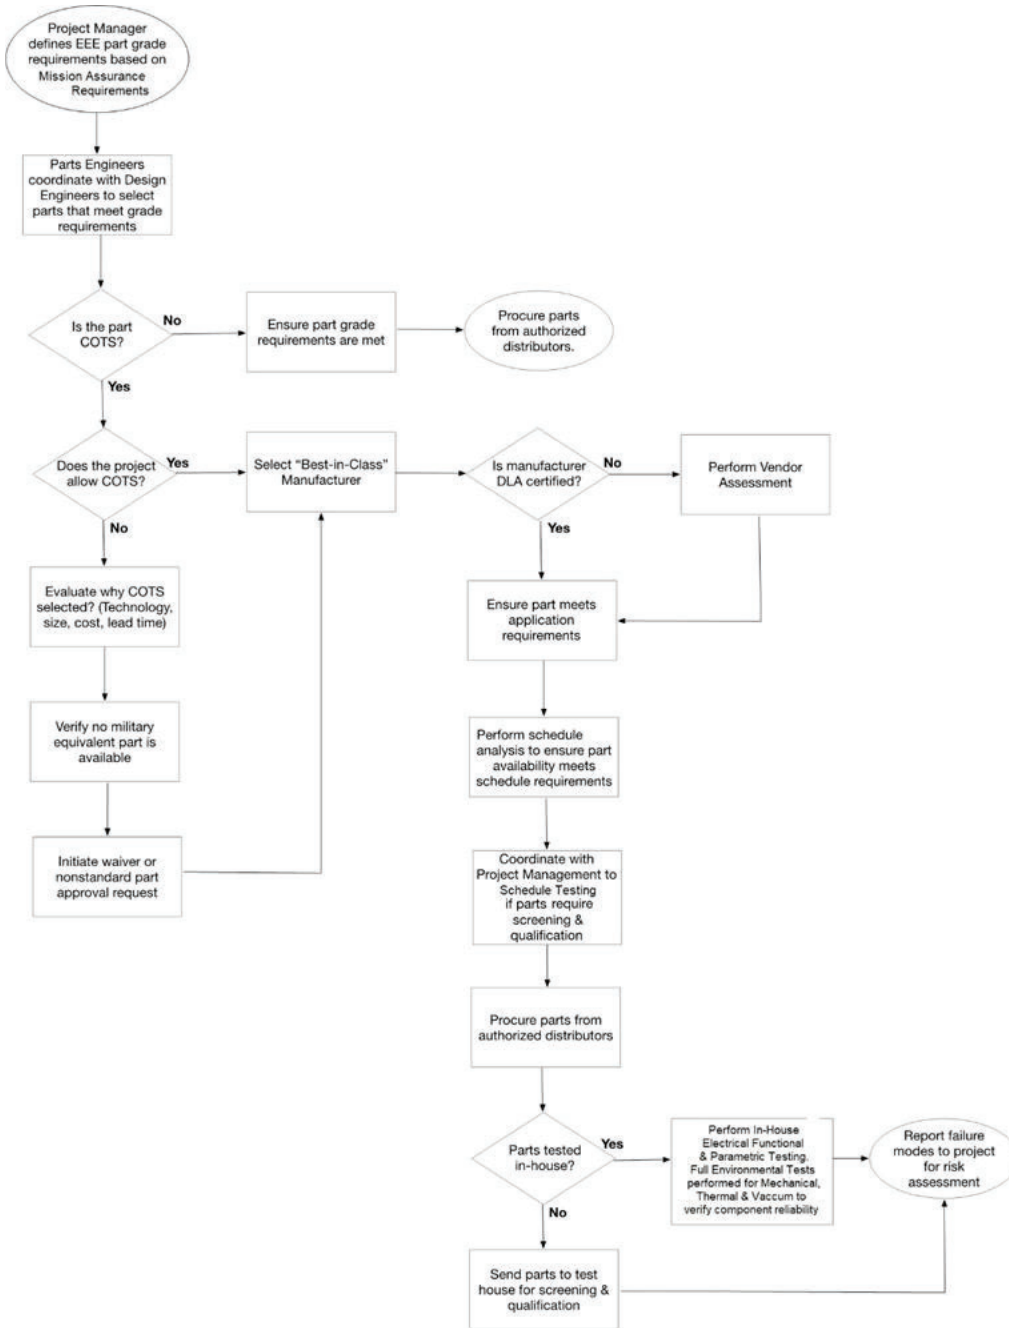 Project Manager
defines EEE part grade
requirements based on
Mission Assurance
Requirements
Parts Engineers
coordinate with Design
Engineers to select
parts that meet grade
requirements
Is the part
COTS?
No
Ensure part grade
requirements are met
Procure parts
from authorized
distributors.
Yes
Does the project
allow COTS?
Yes
Select “Best-in-Class”
Manufacturer
Is manufacturer
DLA certified?
No
Perform Vendor
Assessment
No
Yes
Evaluate why COTS
selected? (Technology,
size, cost, lead time)
Ensure part meets
application
requirements
Verify no military
equivalent part is
available
Perform schedule
analysis to ensure part
availability meets
schedule requirements
Initiate waiver or
nonstandard part
approval request
Coordinate with
Project Management to
Schedule Testing
if parts require
screening &
qualification
Procure parts from
authorized distributors
Parts tested
in-house?
Yes
Perform In-House
Electrical Functional
& Parametric Testing.
Full Environmental Tests
performed for Mechanical,
Thermal & Vaccum to
verify component reliability
Report failure
modes to project
for risk
assessment
No
Send parts to test
house for screening &
qualification